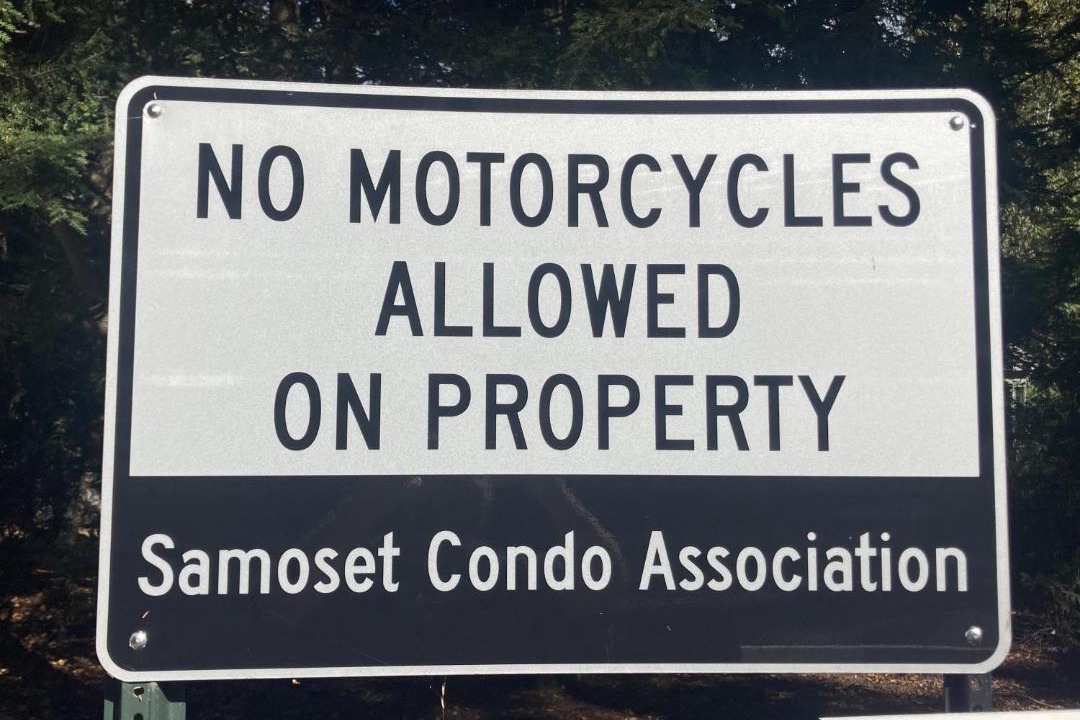 NO MOTORCYCLES
ALLOWED
ON PROPERTY
Samoset Condo Association